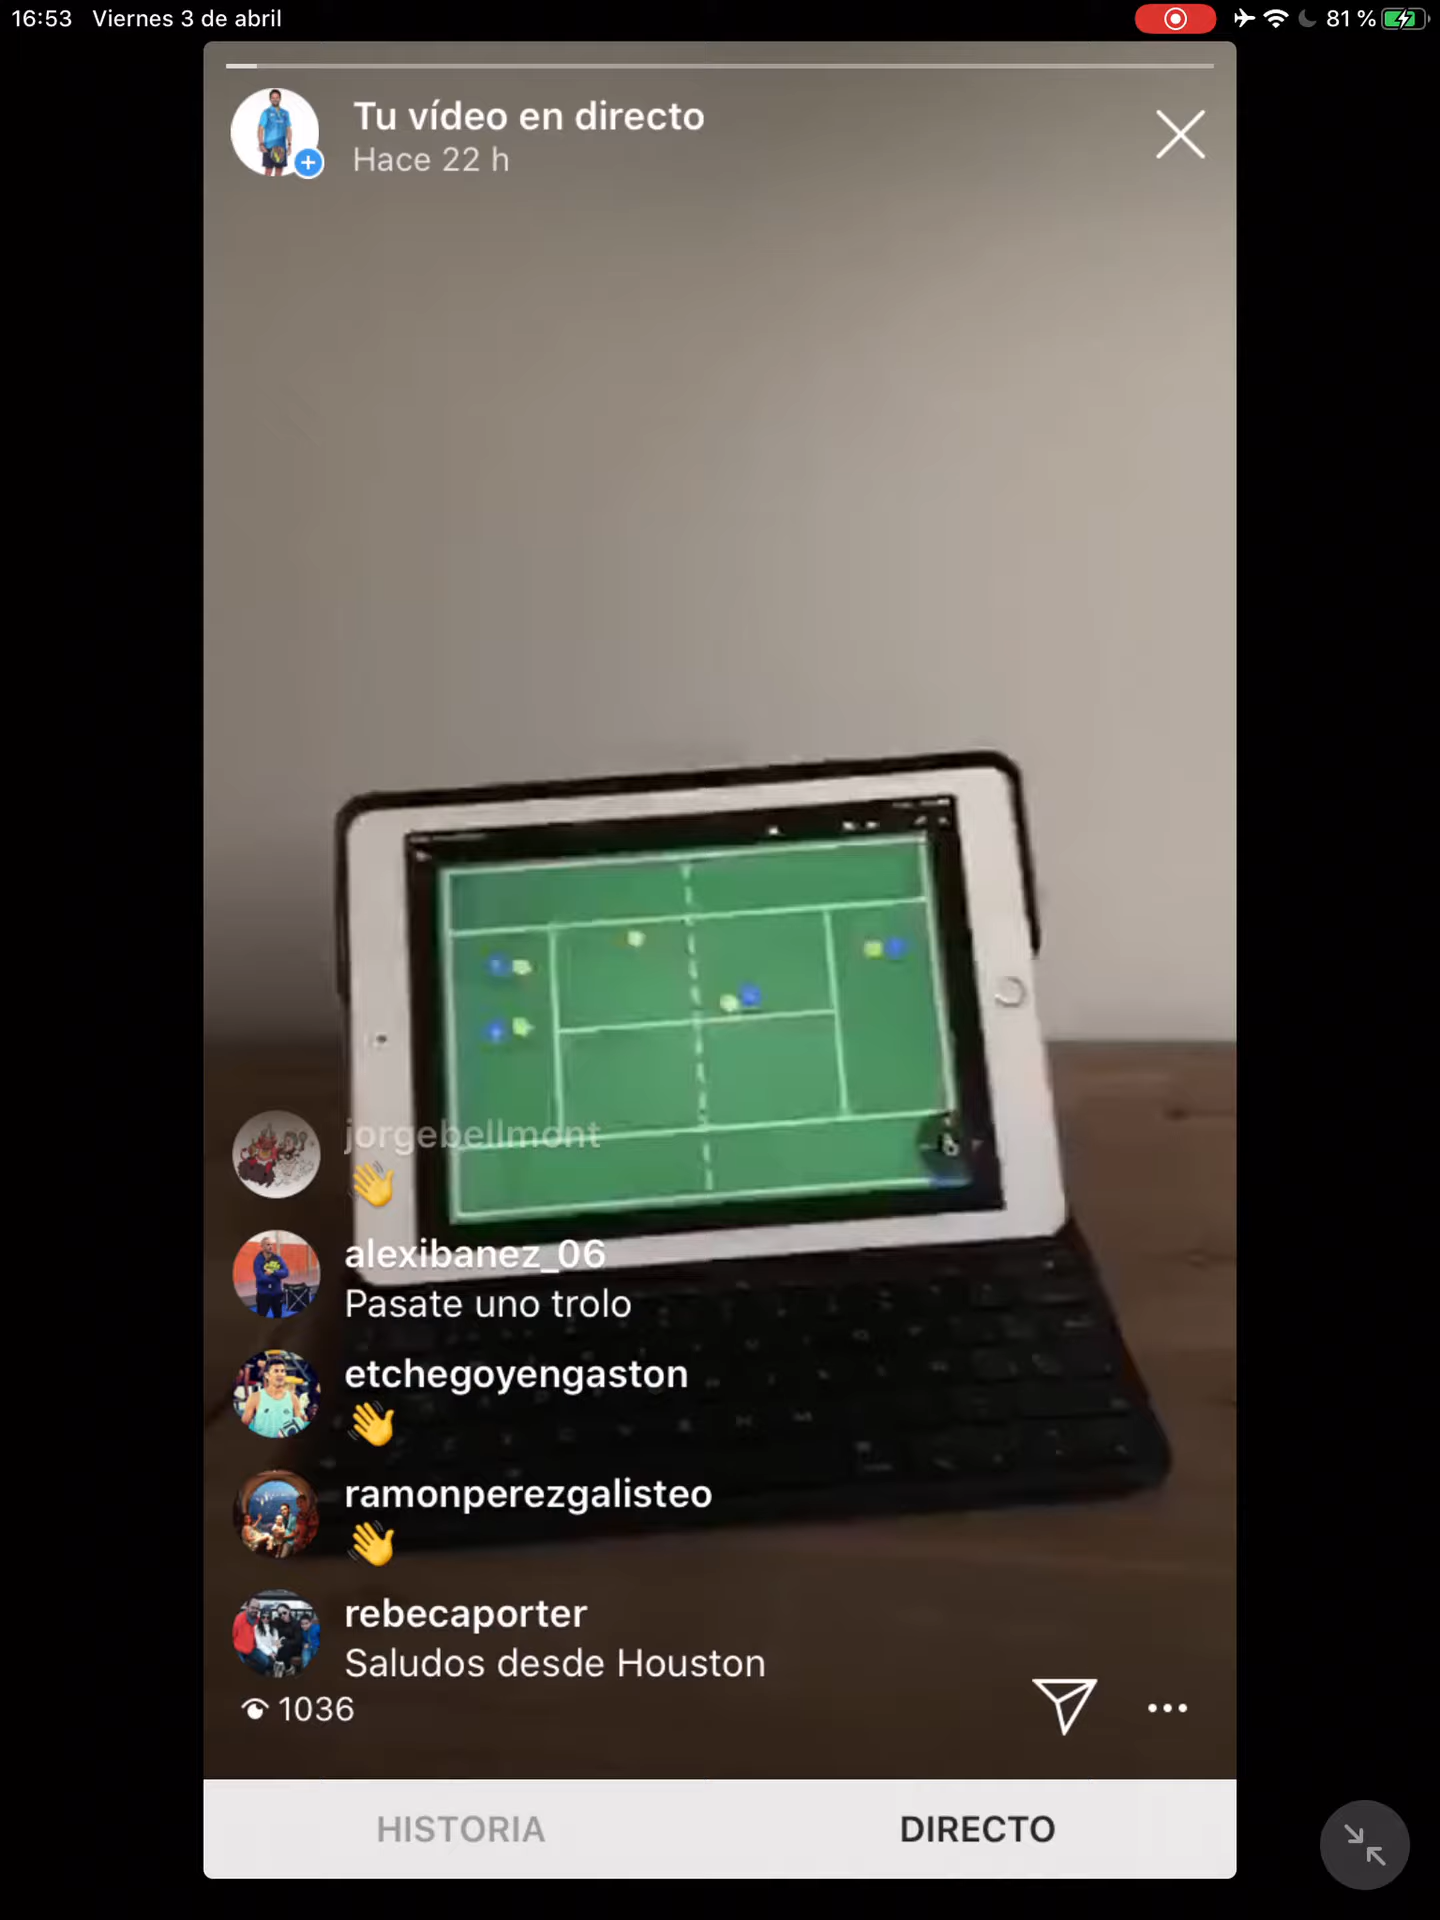 16:53 Viernes 3 de abril
81 %
Tu vídeo en directo
Hace 22 h
jorgebellmont
👋
alexibanez_06
Pasate uno trolo
etchegoyengaston
👋
ramonperezgalisteo
👋
rebecaporter
Saludos desde Houston
1036
HISTORIA
DIRECTO